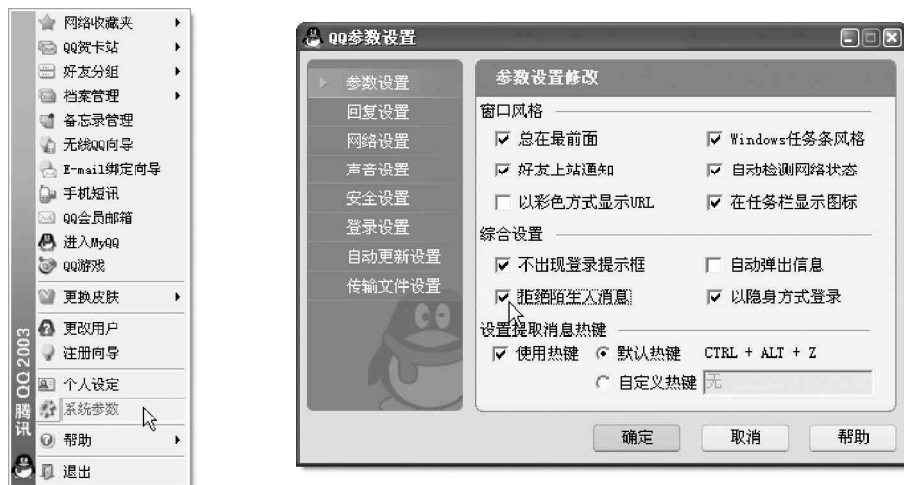 网络收藏夹
QQ贺卡站
好友分组
档案管理
备忘录管理
无线QQ向导
E-mail绑定向导
手机短讯
QQ会员邮箱
进入MyQQ
QQ游戏
更换皮肤
更改用户
注册向导
个人设定
系统参数
帮助
退出
腾讯 QQ2003
QQ参数设置
参数设置
回复设置
网络设置
声音设置
安全设置
登录设置
自动更新设置
传输文件设置
参数设置修改
窗口风格
总在最前面 Windows任务条风格
好友上站通知 自动检测网络状态
以彩色方式显示URL 在任务栏显示图标
综合设置
不出现登录提示框 自动弹出信息
拒绝陌生人消息 以隐身方式登录
设置提取消息热键
使用热键 默认热键 CTRL + ALT + Z
自定义热键 无
确定 取消 帮助